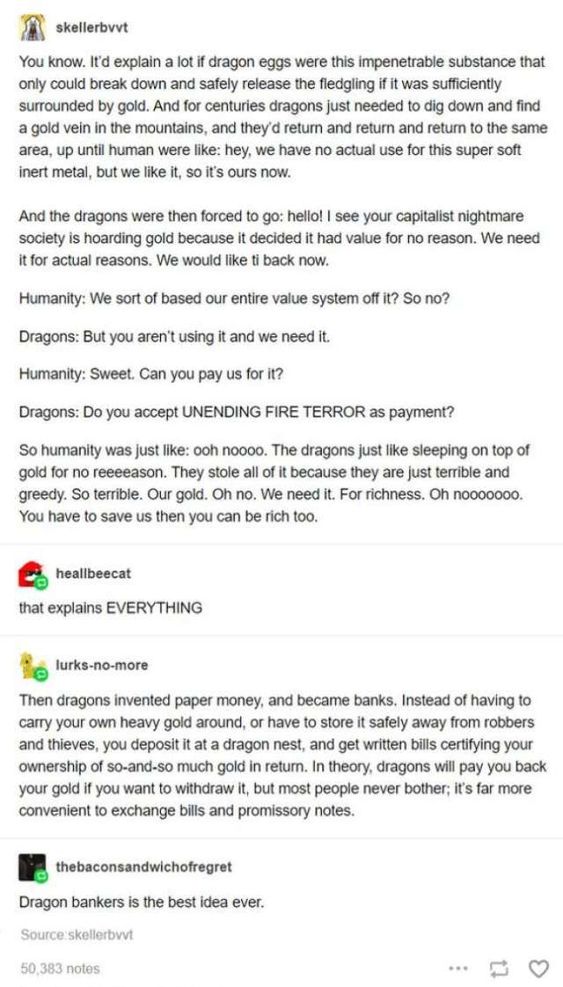 skellerbvvt
You know. It'd explain a lot if dragon eggs were this impenetrable substance that
only could break down and safely release the fledgling if it was sufficiently
surrounded by gold. And for centuries dragons just needed to dig down and find
a gold vein in the mountains, and they'd return and return and return to the same
area, up until human were like: hey, we have no actual use for this super soft
inert metal, but we like it, so it's ours now.
And the dragons were then forced to go: hello! I see your capitalist nightmare
society is hoarding gold because it decided it had value for no reason. We need
it for actual reasons. We would like ti back now.
Humanity: We sort of based our entire value system off it? So no?
Dragons: But you aren't using it and we need it.
Humanity: Sweet. Can you pay us for it?
Dragons: Do you accept UNENDING FIRE TERROR as payment?
So humanity was just like: ooh noooo. The dragons just like sleeping on top of
gold for no reeeeason. They stole all of it because they are just terrible and
greedy. So terrible. Our gold. Oh no. We need it. For richness. Oh nooooooo.
You have to save us then you can be rich too.
heallbeecat
that explains EVERYTHING
lurks-no-more
Then dragons invented paper money, and became banks. Instead of having to
carry your own heavy gold around, or have to store it safely away from robbers
and thieves, you deposit it at a dragon nest, and get written bills certifying your
ownership of so-and-so much gold in return. In theory, dragons will pay you back
your gold if you want to withdraw it, but most people never bother; it's far more
convenient to exchange bills and promissory notes.
thebaconsandwichofregret
Dragon bankers is the best idea ever.
Source:skellerbvvt
50,383 notes